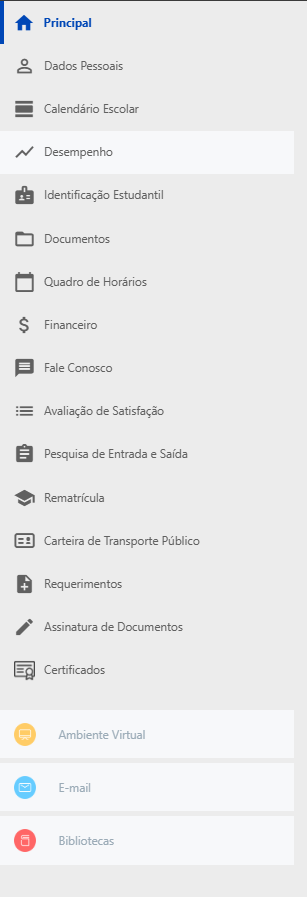 Principal
Dados Pessoais
Calendário Escolar
Desempenho
Identificação Estudantil
Documentos
Quadro de Horários
Financeiro
Fale Conosco
Avaliação de Satisfação
Pesquisa de Entrada e Saída
Rematrícula
Carteira de Transporte Público
Requerimentos
Assinatura de Documentos
Certificados
Ambiente Virtual
E-mail
Bibliotecas